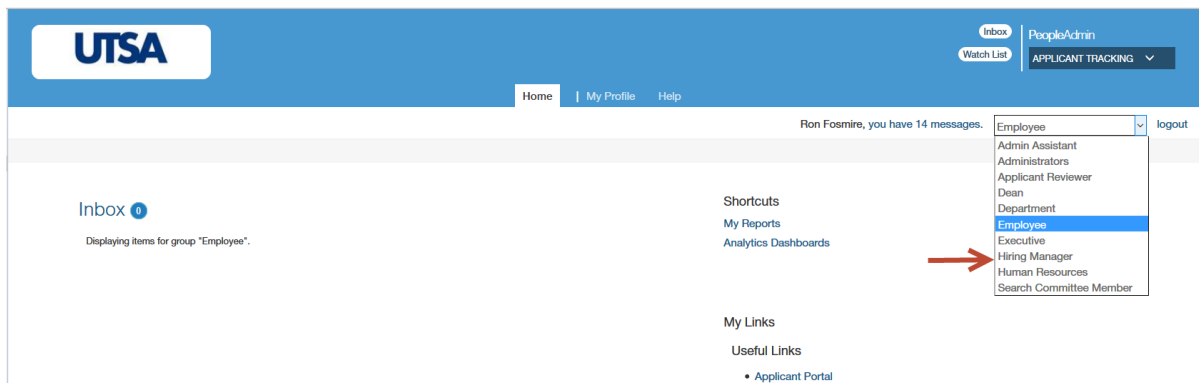 UTSA
Inbox
PeopleAdmin
Watch List
APPLICANT TRACKING
Home | My Profile Help
Ron Fosmire, you have 14 messages. Employee logout
Admin Assistant
Administrators
Applicant Reviewer
Dean
Department
Employee
Executive
Hiring Manager
Human Resources
Search Committee Member
Inbox 0
Displaying items for group "Employee".
Shortcuts
My Reports
Analytics Dashboards
My Links
Useful Links
• Applicant Portal